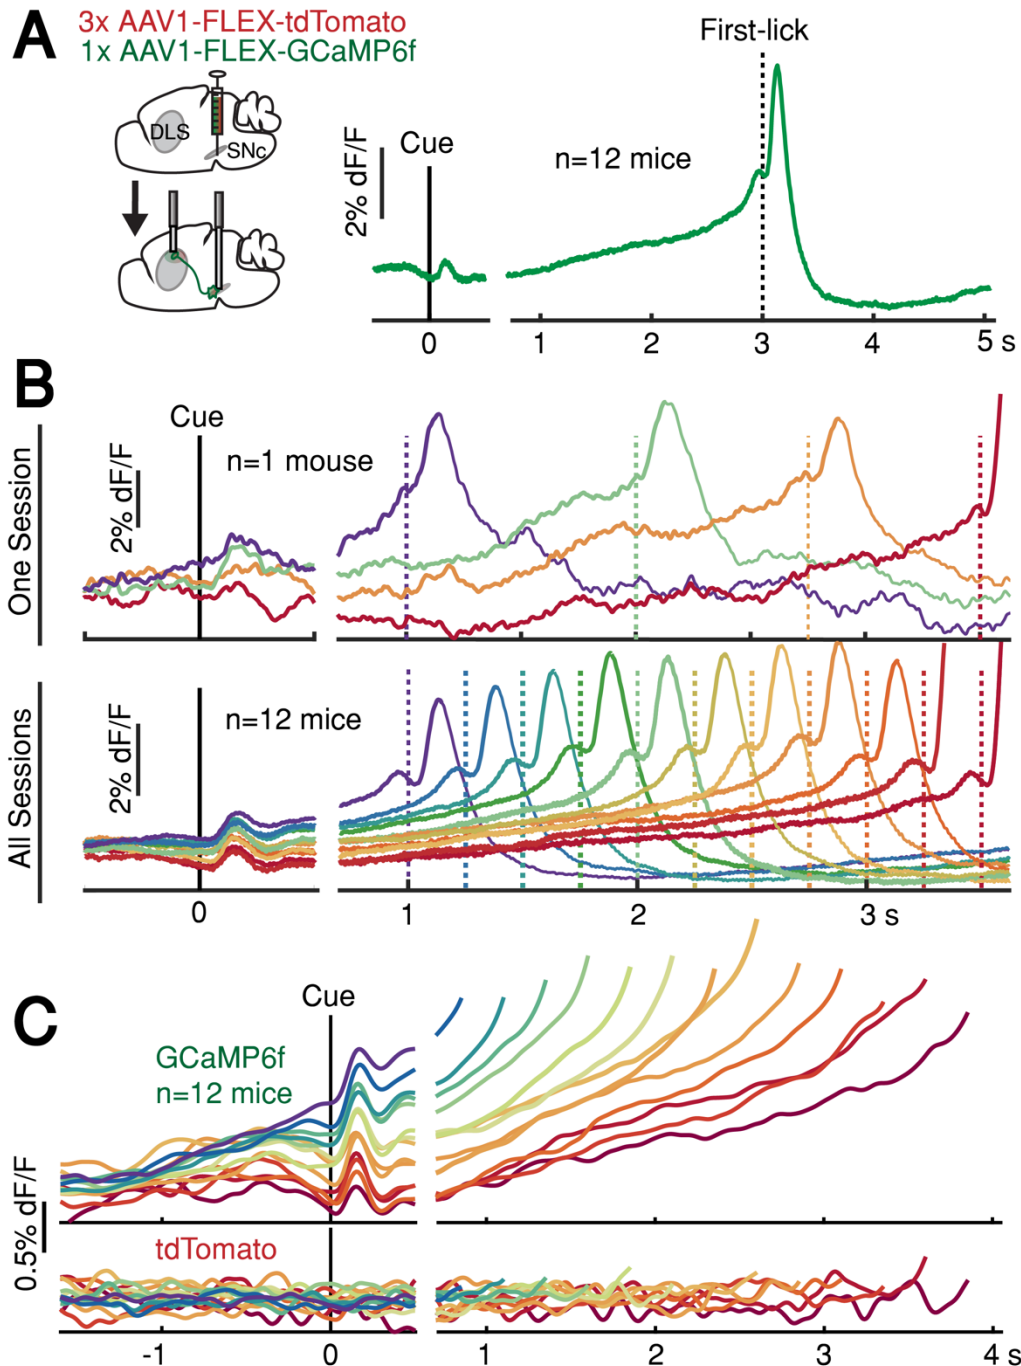 A
3x AAV1-FLEX-tdTomato
1x AAV1-FLEX-GCaMP6f
DLS
SNc
2% dF/F
Cue
n=12 mice
First-lick
0
1
2
3
4
5 s
B
One Session
2% dF/F
Cue
n=1 mouse
All Sessions
2% dF/F
n=12 mice
0
1
2
3 s
C
Cue
GCaMP6f
n=12 mice
0.5% dF/F
tdTomato
-1
0
1
2
3
4 s